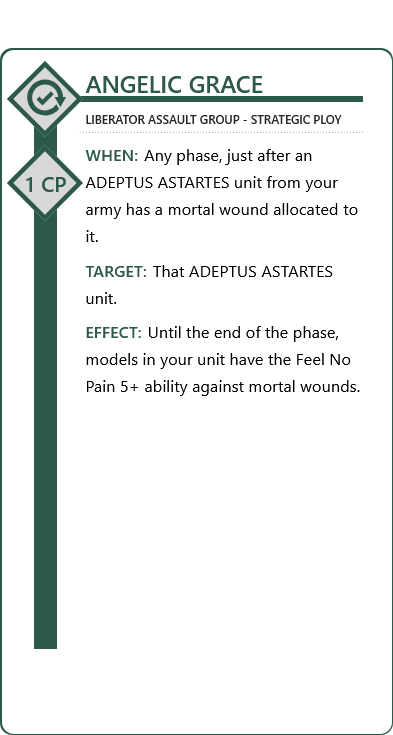 ANGELIC GRACE
LIBERATOR ASSAULT GROUP - STRATEGIC PLOY
1 CP
WHEN: Any phase, just after an
ADEPTUS ASTARTES unit from your
army has a mortal wound allocated to
it.
TARGET: That ADEPTUS ASTARTES
unit.
EFFECT: Until the end of the phase,
models in your unit have the Feel No
Pain 5+ ability against mortal wounds.